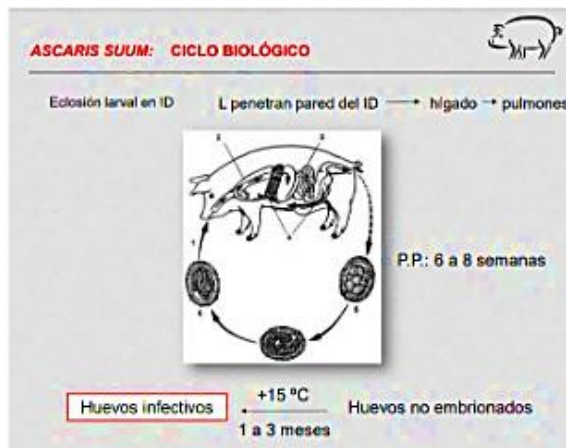 ASCARIS SUUM: CICLO BIOLÓGICO
Eclosión larval en ID
L penetran pared del ID → hígado → pulmones
P.P.: 6 a 8 semanas
+15 ºC
Huevos infectivos ← Huevos no embrionados
1 a 3 meses